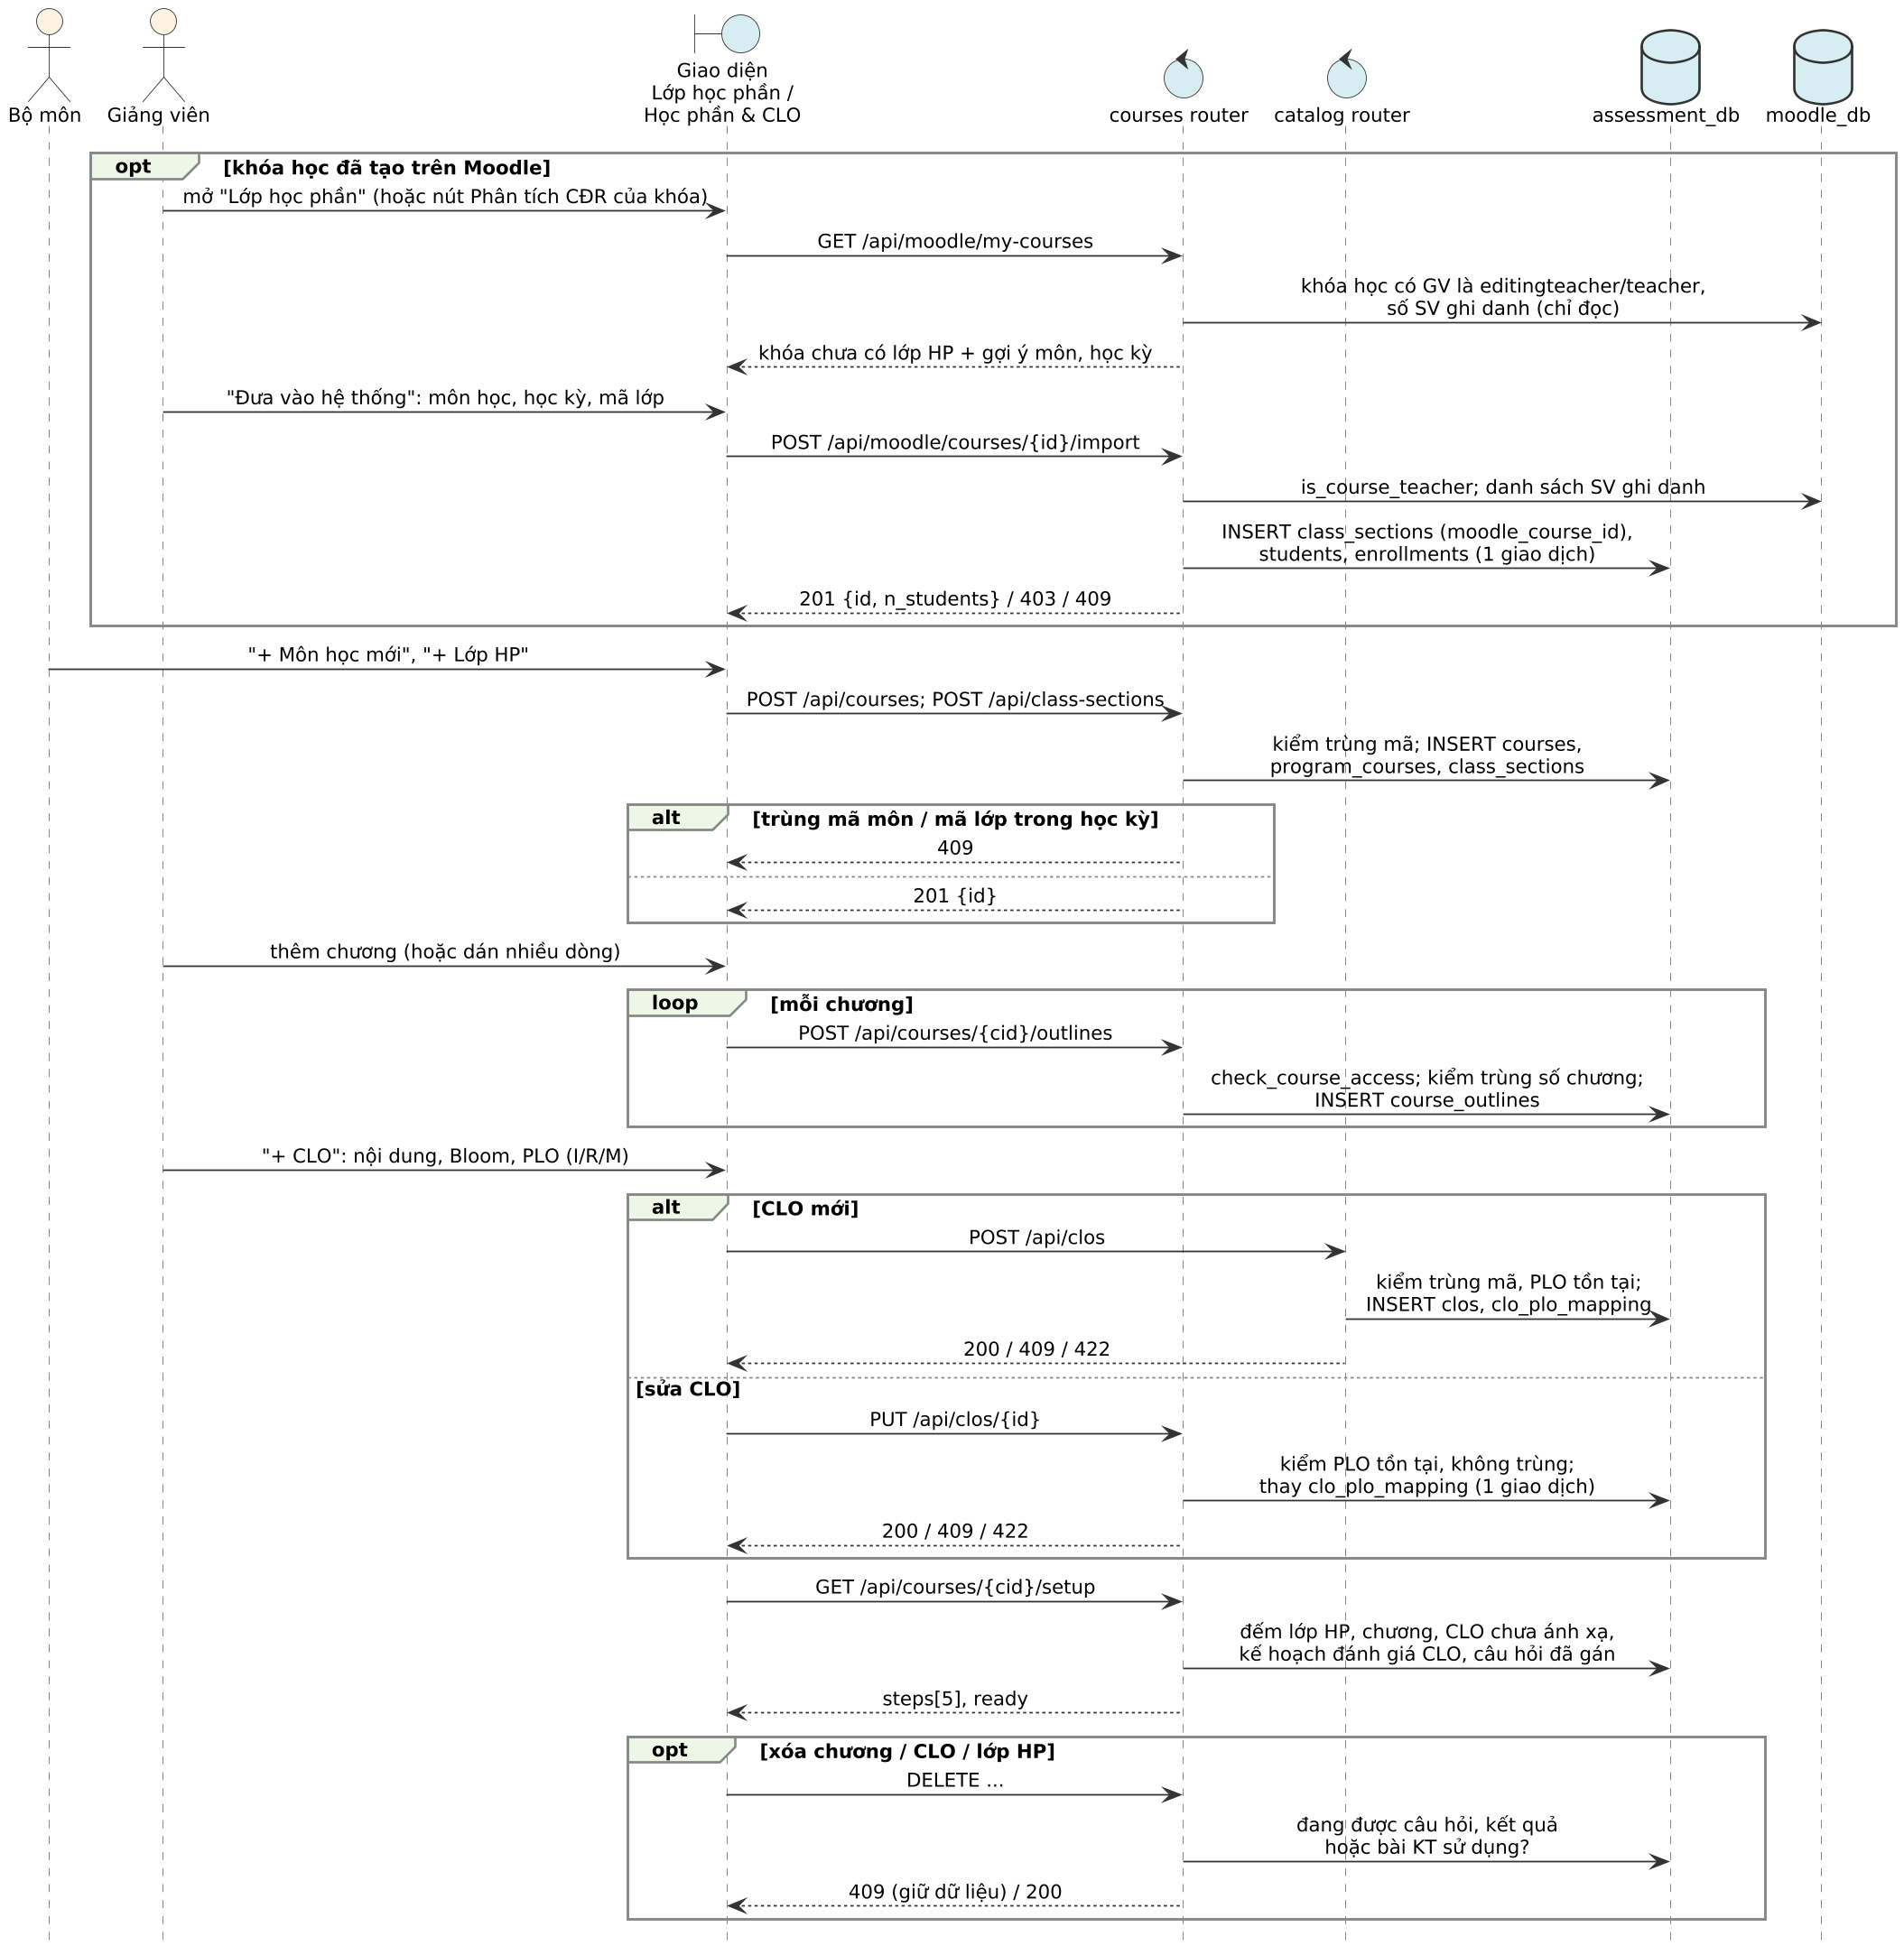 Bộ môn
Giảng viên
Giao diện
Lớp học phần /
Học phần & CLO
courses router
catalog router
assessment_db
moodle_db
opt
[khóa học đã tạo trên Moodle]
mở "Lớp học phần" (hoặc nút Phân tích CĐR của khóa)
GET /api/moodle/my-courses
khóa học có GV là editingteacher/teacher,
số SV ghi danh (chỉ đọc)
khóa chưa có lớp HP + gợi ý môn, học kỳ
"Đưa vào hệ thống": môn học, học kỳ, mã lớp
POST /api/moodle/courses/{id}/import
is_course_teacher; danh sách SV ghi danh
INSERT class_sections (moodle_course_id),
students, enrollments (1 giao dịch)
201 {id, n_students} / 403 / 409
"+ Môn học mới", "+ Lớp HP"
POST /api/courses; POST /api/class-sections
kiểm trùng mã; INSERT courses,
program_courses, class_sections
alt
[trùng mã môn / mã lớp trong học kỳ]
409
201 {id}
thêm chương (hoặc dán nhiều dòng)
loop
[mỗi chương]
POST /api/courses/{cid}/outlines
check_course_access; kiểm trùng số chương;
INSERT course_outlines
"+ CLO": nội dung, Bloom, PLO (I/R/M)
alt
[CLO mới]
POST /api/clos
kiểm trùng mã, PLO tồn tại;
INSERT clos, clo_plo_mapping
200 / 409 / 422
[sửa CLO]
PUT /api/clos/{id}
kiểm PLO tồn tại, không trùng;
thay clo_plo_mapping (1 giao dịch)
200 / 409 / 422
GET /api/courses/{cid}/setup
đếm lớp HP, chương, CLO chưa ánh xạ,
kế hoạch đánh giá CLO, câu hỏi đã gán
steps[5], ready
opt
[xóa chương / CLO / lớp HP]
DELETE ...
đang được câu hỏi, kết quả
hoặc bài KT sử dụng?
409 (giữ dữ liệu) / 200